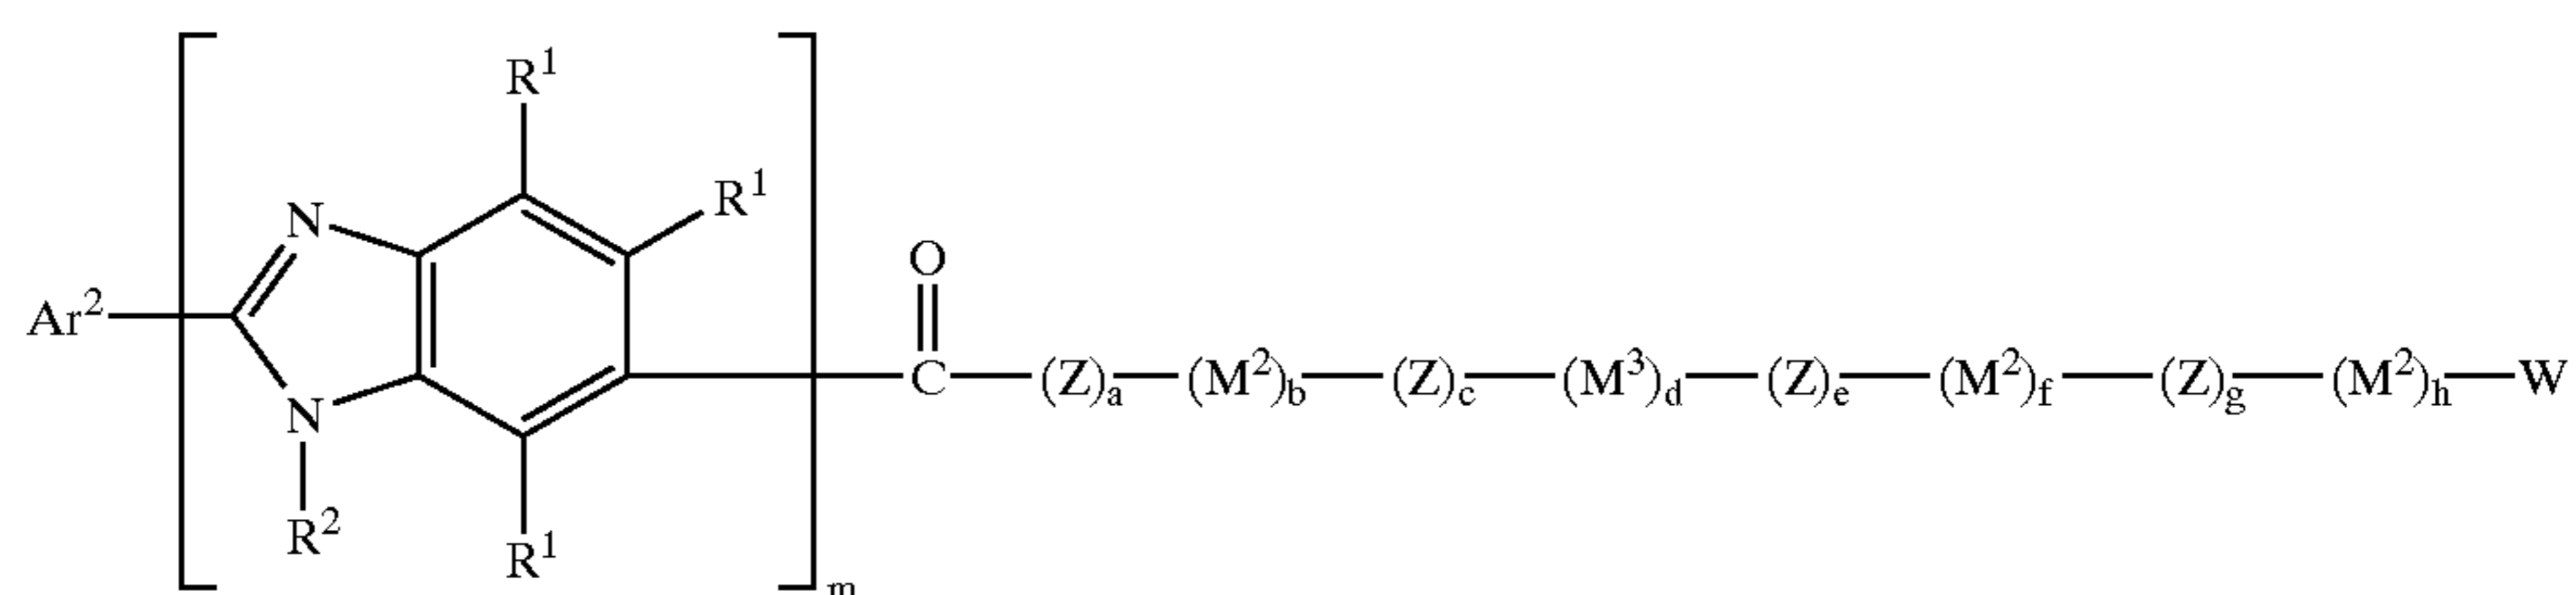 R¹
R¹
N
O
Ar²
C—(Z)ₐ—(M²)b—(Z)c—(M³)d—(Z)ₑ—(M²)f—(Z)g—(M²)ₕ—W
N
R²
R¹
m